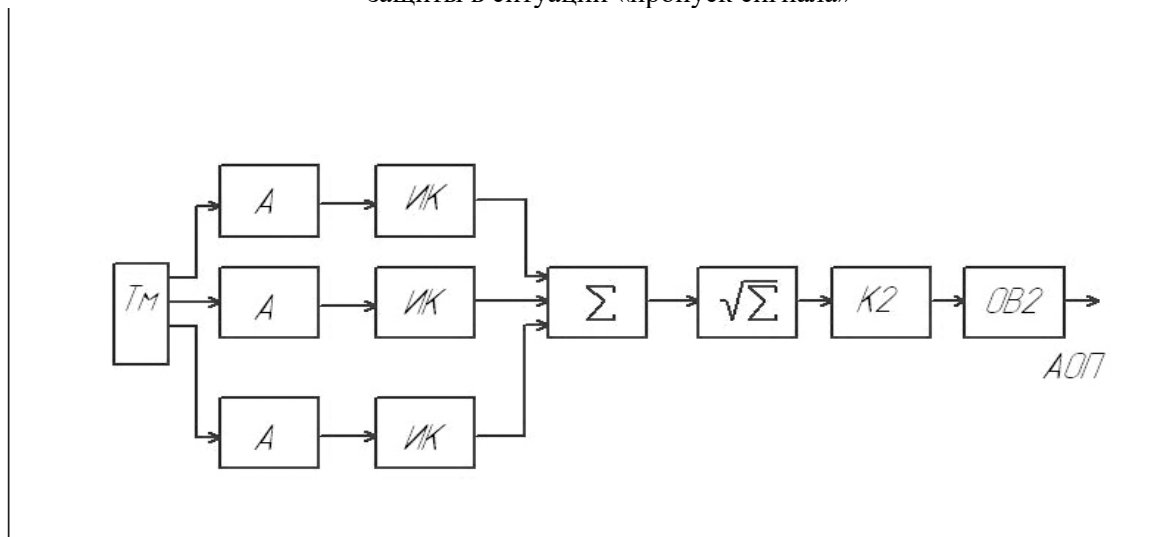 защиты в ситуации «пропуск сигнала»
А ИК
Тм А ИК Σ √Σ К2 ОВ2
АОП
А ИК